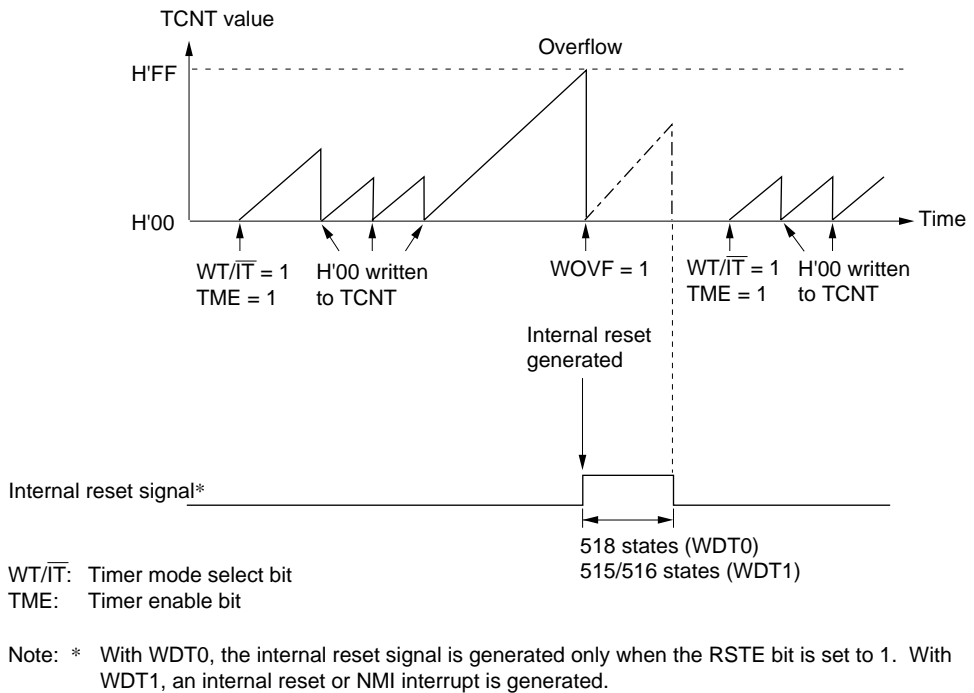 TCNT value
Overflow
H'FF
H'00
Time
WT/IT = 1
TME = 1
H'00 written
to TCNT
WOVF = 1
WT/IT = 1
TME = 1
H'00 written
to TCNT
Internal reset
generated
Internal reset signal*
518 states (WDT0)
515/516 states (WDT1)
WT/IT: Timer mode select bit
TME: Timer enable bit
Note: * With WDT0, the internal reset signal is generated only when the RSTE bit is set to 1. With
WDT1, an internal reset or NMI interrupt is generated.